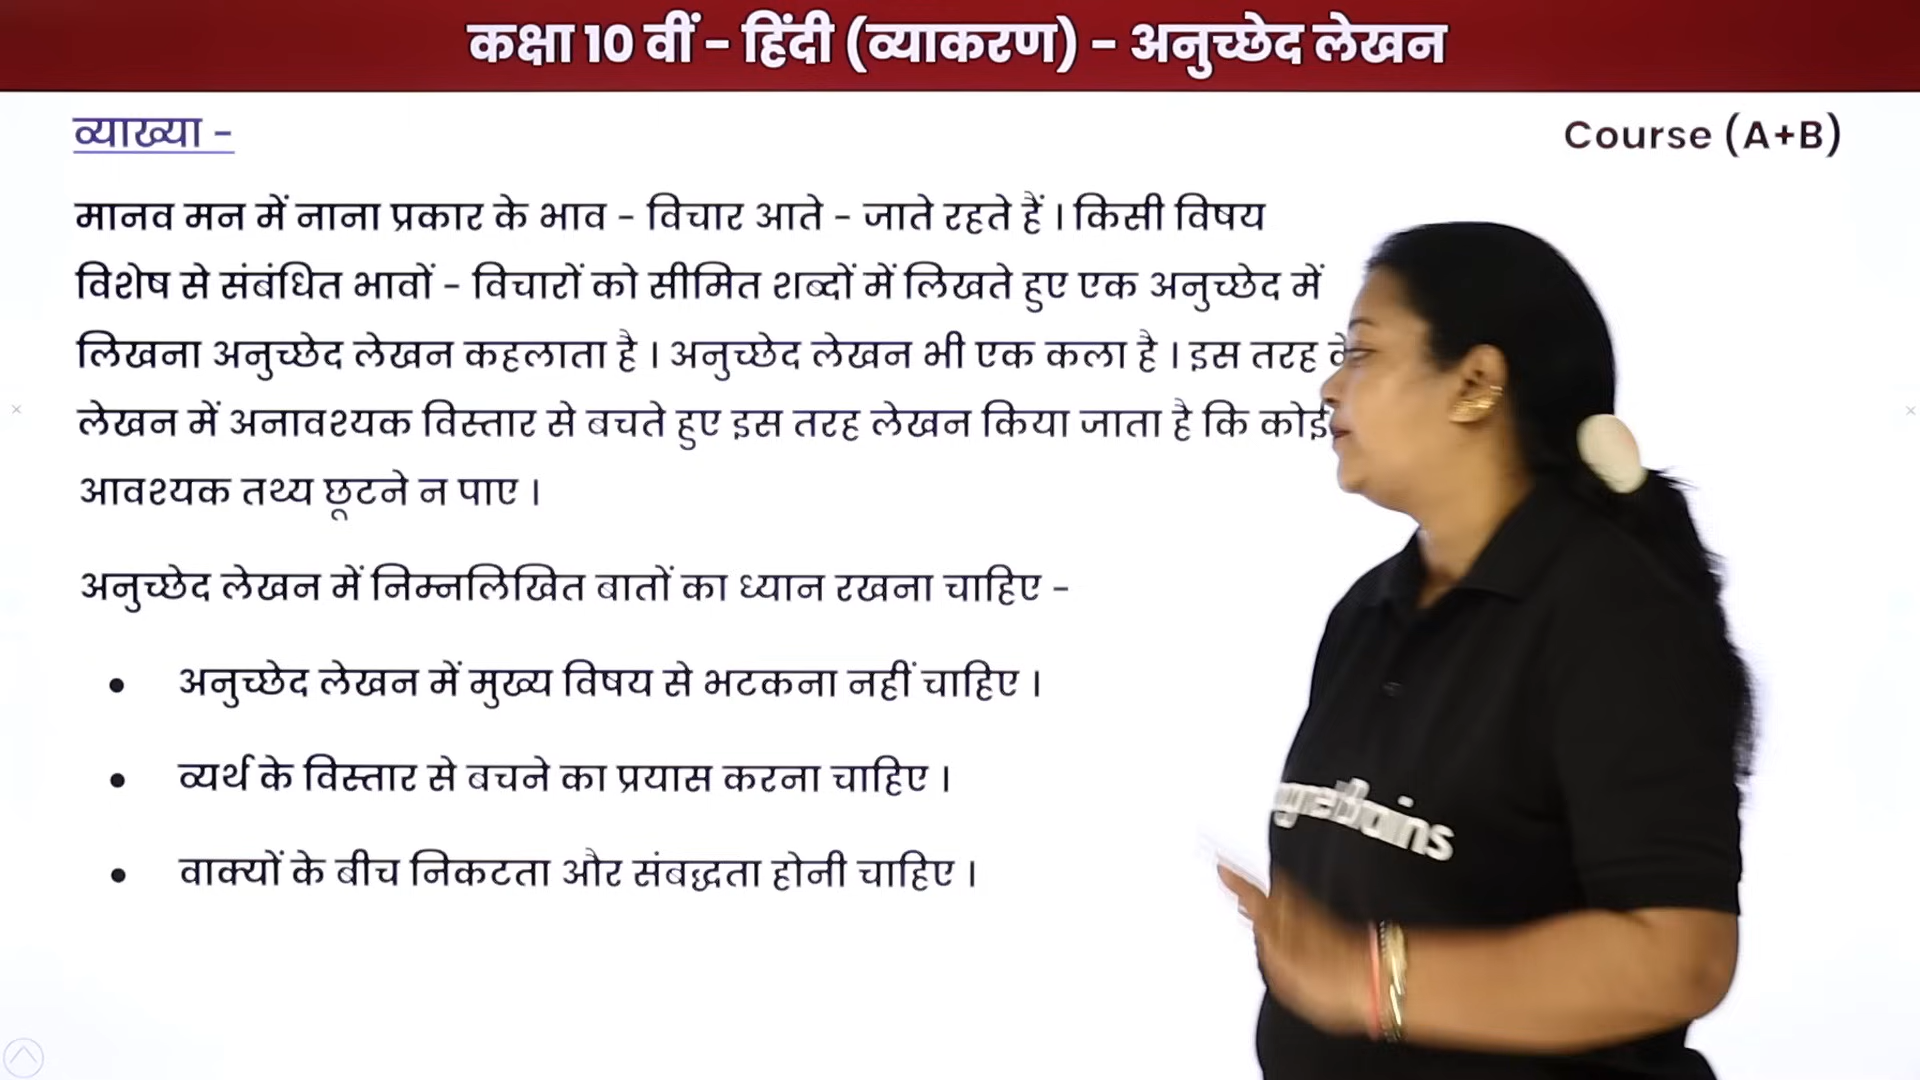 कक्षा 10 वीं - हिंदी (व्याकरण) - अनुच्छेद लेखन
व्याख्या -
Course (A+B)
मानव मन में नाना प्रकार के भाव - विचार आते - जाते रहते हैं । किसी विषय
विशेष से संबंधित भावों - विचारों को सीमित शब्दों में लिखते हुए एक अनुच्छेद में
लिखना अनुच्छेद लेखन कहलाता है । अनुच्छेद लेखन भी एक कला है । इस तरह के
लेखन में अनावश्यक विस्तार से बचते हुए इस तरह लेखन किया जाता है कि कोई
आवश्यक तथ्य छूटने न पाए ।
अनुच्छेद लेखन में निम्नलिखित बातों का ध्यान रखना चाहिए -
• अनुच्छेद लेखन में मुख्य विषय से भटकना नहीं चाहिए ।
• व्यर्थ के विस्तार से बचने का प्रयास करना चाहिए ।
• वाक्यों के बीच निकटता और संबद्धता होनी चाहिए ।